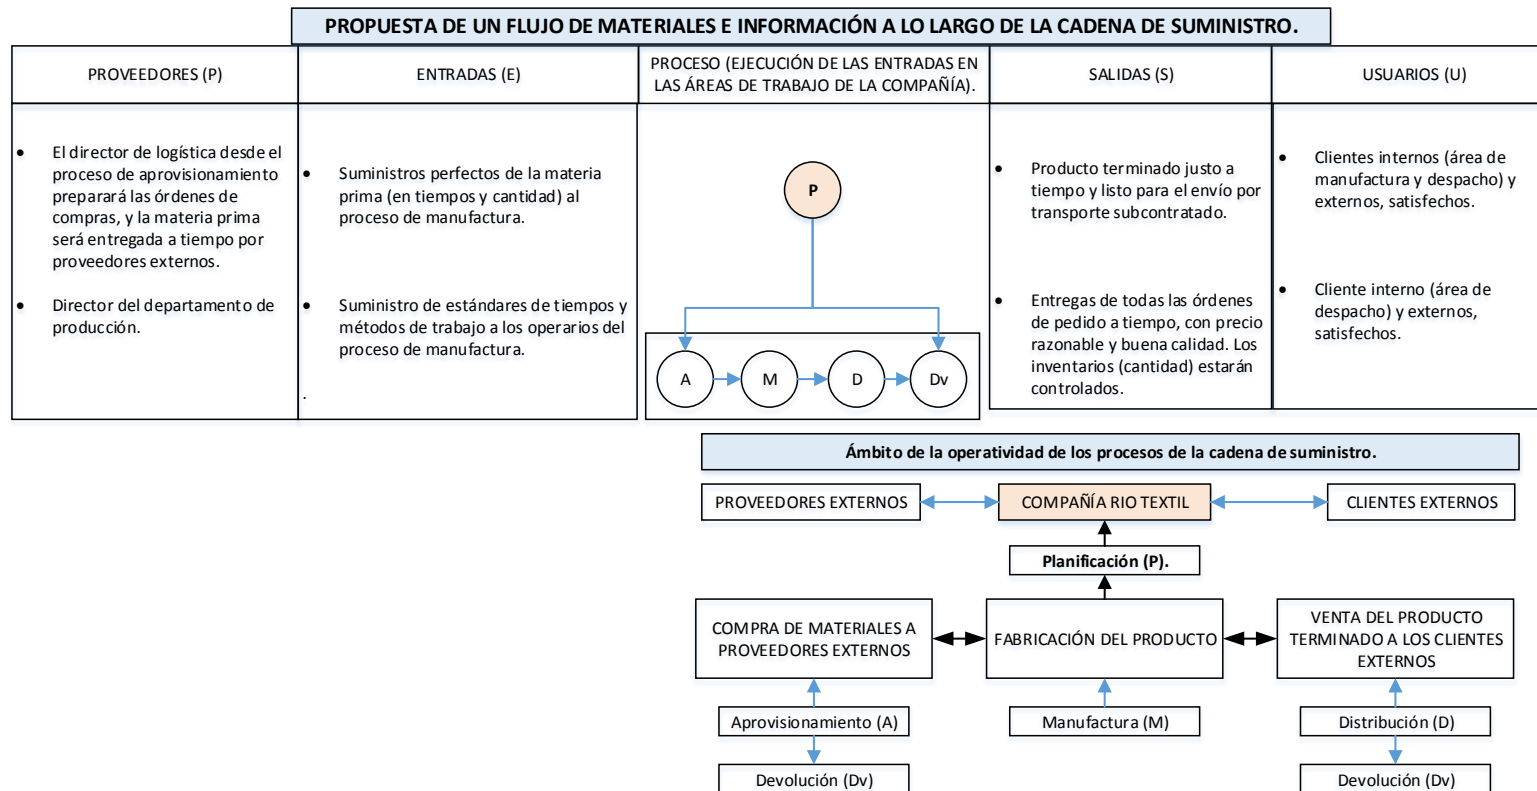 PROPUESTA DE UN FLUJO DE MATERIALES E INFORMACIÓN A LO LARGO DE LA CADENA DE SUMINISTRO.
PROVEEDORES (P)
ENTRADAS (E)
PROCESO (EJECUCIÓN DE LAS ENTRADAS EN
LAS ÁREAS DE TRABAJO DE LA COMPAÑÍA).
SALIDAS (S)
USUARIOS (U)
• El director de logística desde el
proceso de aprovisionamiento
preparará las órdenes de
compras, y la materia prima
será entregada a tiempo por
proveedores externos.
• Director del departamento de
producción.
• Suministros perfectos de la materia
prima (en tiempos y cantidad) al
proceso de manufactura.
• Suministro de estándares de tiempos y
métodos de trabajo a los operarios del
proceso de manufactura.
.
P
A
M
D
Dv
• Producto terminado justo a
tiempo y listo para el envío por
transporte subcontratado.
• Entregas de todas las órdenes
de pedido a tiempo, con precio
razonable y buena calidad. Los
inventarios (cantidad) estarán
controlados.
• Clientes internos (área de
manufactura y despacho) y
externos, satisfechos.
• Cliente interno (área de
despacho) y externos,
satisfechos.
Ámbito de la operatividad de los procesos de la cadena de suministro.
PROVEEDORES EXTERNOS
COMPAÑÍA RIO TEXTIL
CLIENTES EXTERNOS
Planificación (P).
COMPRA DE MATERIALES A
PROVEEDORES EXTERNOS
FABRICACIÓN DEL PRODUCTO
VENTA DEL PRODUCTO
TERMINADO A LOS CLIENTES
EXTERNOS
Aprovisionamiento (A)
Manufactura (M)
Distribución (D)
Devolución (Dv)
Devolución (Dv)